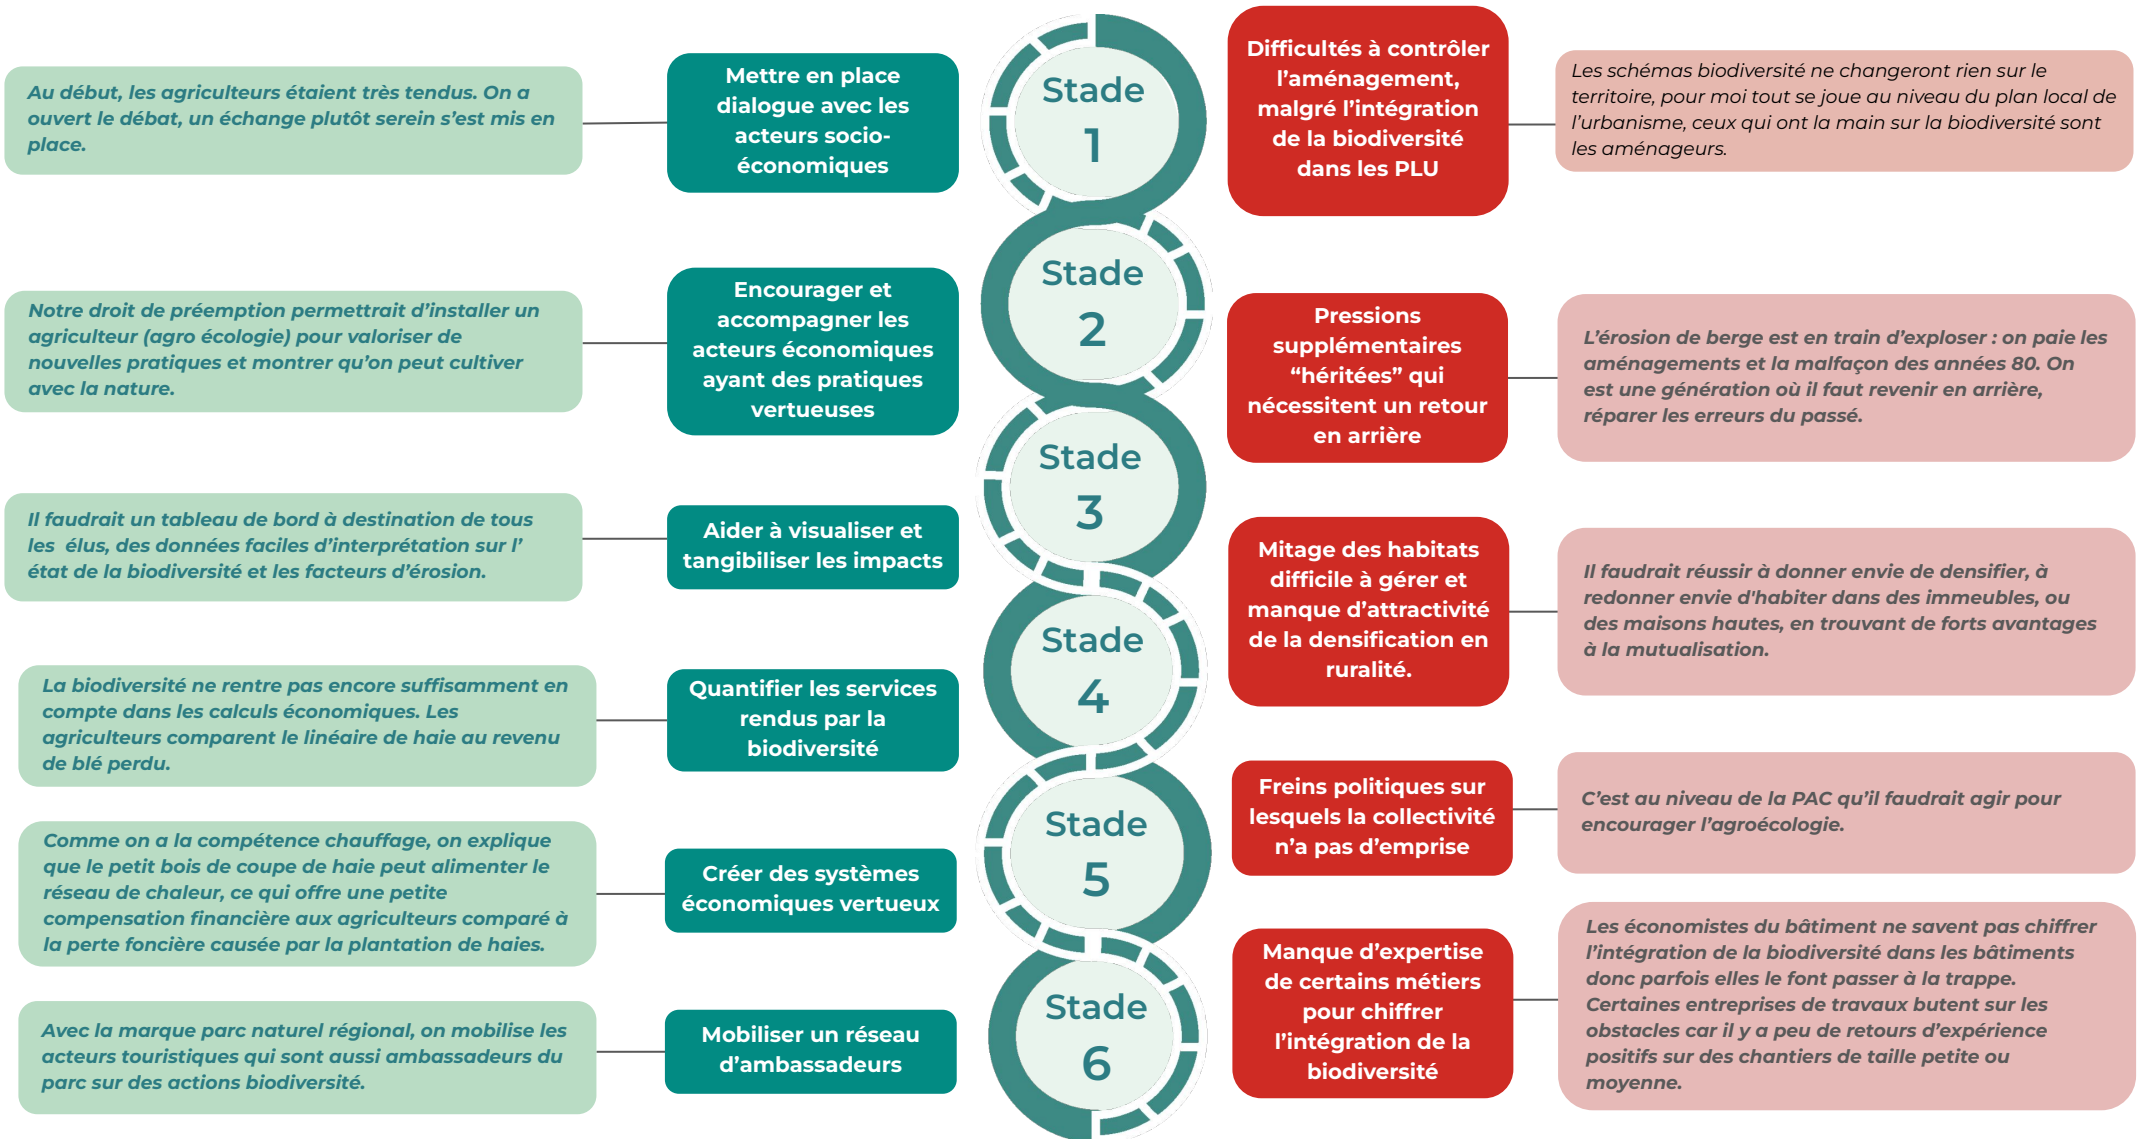 Au début, les agriculteurs étaient très tendus. On a
ouvert le débat, un échange plutôt serein s’est mis en
place.
Mettre en place
dialogue avec les
acteurs socio-
économiques
Stade
1
Difficultés à contrôler
l’aménagement,
malgré l’intégration
de la biodiversité
dans les PLU
Les schémas biodiversité ne changeront rien sur le
territoire, pour moi tout se joue au niveau du plan local de
l’urbanisme, ceux qui ont la main sur la biodiversité sont
les aménageurs.
Notre droit de préemption permettrait d’installer un
agriculteur (agro écologie) pour valoriser de
nouvelles pratiques et montrer qu’on peut cultiver
avec la nature.
Encourager et
accompagner les
acteurs économiques
ayant des pratiques
vertueuses
Stade
2
Pressions
supplémentaires
“héritées” qui
nécessitent un retour
en arrière
L’érosion de berge est en train d’exploser : on paie les
aménagements et la malfaçon des années 80. On
est une génération où il faut revenir en arrière,
réparer les erreurs du passé.
Il faudrait un tableau de bord à destination de tous
les élus, des données faciles d’interprétation sur l’
état de la biodiversité et les facteurs d’érosion.
Aider à visualiser et
tangibiliser les impacts
Stade
3
Mitage des habitats
difficile à gérer et
manque d’attractivité
de la densification en
ruralité.
Il faudrait réussir à donner envie de densifier, à
redonner envie d'habiter dans des immeubles, ou
des maisons hautes, en trouvant de forts avantages
à la mutualisation.
La biodiversité ne rentre pas encore suffisamment en
compte dans les calculs économiques. Les
agriculteurs comparent le linéaire de haie au revenu
de blé perdu.
Quantifier les services
rendus par la
biodiversité
Stade
4
Freins politiques sur
lesquels la collectivité
n’a pas d’emprise
C’est au niveau de la PAC qu’il faudrait agir pour
encourager l’agroécologie.
Comme on a la compétence chauffage, on explique
que le petit bois de coupe de haie peut alimenter le
réseau de chaleur, ce qui offre une petite
compensation financière aux agriculteurs comparé à
la perte foncière causée par la plantation de haies.
Créer des systèmes
économiques vertueux
Stade
5
Manque d’expertise
de certains métiers
pour chiffrer
l’intégration de la
biodiversité
Les économistes du bâtiment ne savent pas chiffrer
l’intégration de la biodiversité dans les bâtiments
donc parfois elles le font passer à la trappe.
Certaines entreprises de travaux butent sur les
obstacles car il y a peu de retours d’expérience
positifs sur des chantiers de taille petite ou
moyenne.
Avec la marque parc naturel régional, on mobilise les
acteurs touristiques qui sont aussi ambassadeurs du
parc sur des actions biodiversité.
Mobiliser un réseau
d’ambassadeurs
Stade
6